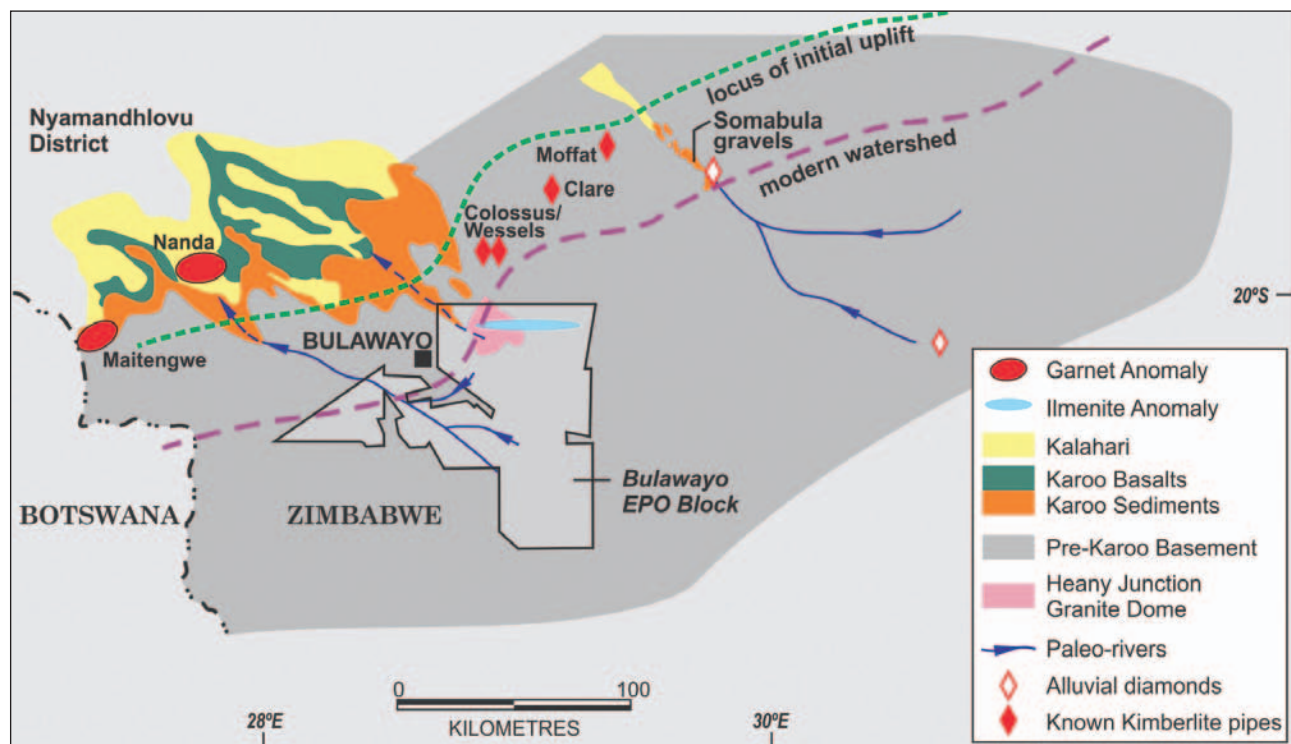 locus of initial uplift
Nyamandhlovu
District
Somabula
gravels
modern watershed
Moffat
Clare
Colossus/
Wessels
Nanda
20°S
BULAWAYO
Maitengwe
Bulawayo
EPO Block
BOTSWANA
ZIMBABWE
Garnet Anomaly
Ilmenite Anomaly
Kalahari
Karoo Basalts
Karoo Sediments
Pre-Karoo Basement
Heany Junction
Granite Dome
Paleo-rivers
Alluvial diamonds
Known Kimberlite pipes
0 100
KILOMETRES
28°E
30°E